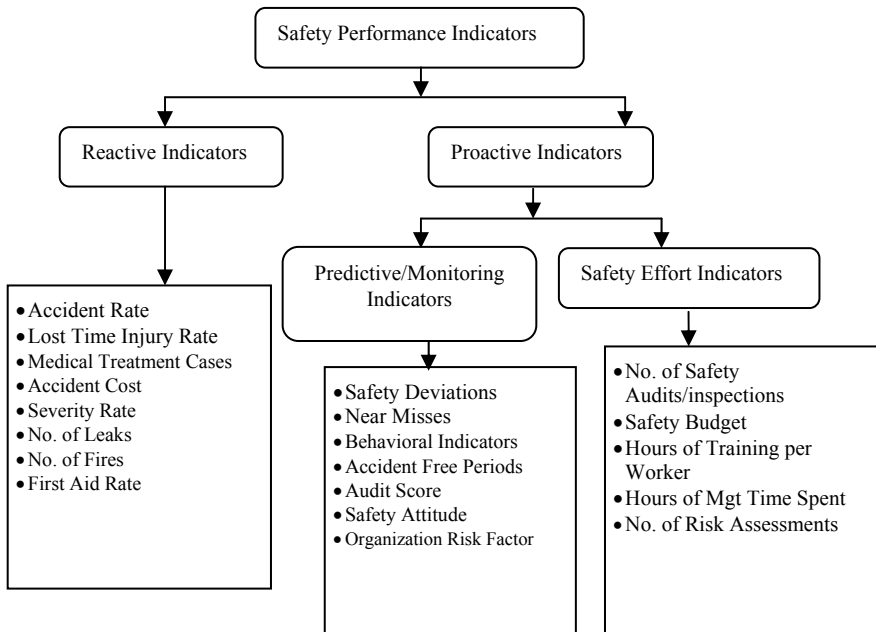 Safety Performance Indicators
Reactive Indicators
Proactive Indicators
Predictive/Monitoring
Indicators
Safety Effort Indicators
•Accident Rate
•Lost Time Injury Rate
•Medical Treatment Cases
•Accident Cost
•Severity Rate
•No. of Leaks
•No. of Fires
•First Aid Rate
•Safety Deviations
•Near Misses
•Behavioral Indicators
•Accident Free Periods
•Audit Score
•Safety Attitude
•Organization Risk Factor
•No. of Safety
Audits/inspections
•Safety Budget
•Hours of Training per
Worker
•Hours of Mgt Time Spent
•No. of Risk Assessments